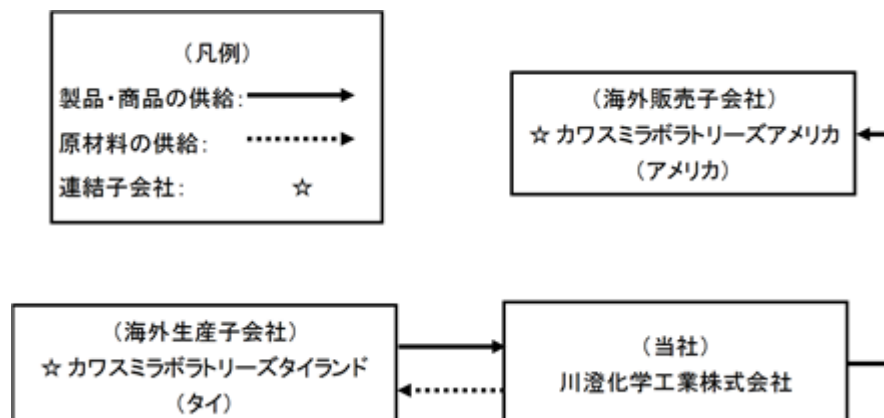 (凡例)
製品・商品の供給:
原材料の供給:
連結子会社: ☆
(海外販売子会社)
☆ カワスミラボラトリーズアメリカ
(アメリカ)
(海外生産子会社)
☆ カワスミラボラトリーズタイランド
(タイ)
(当社)
川澄化学工業株式会社